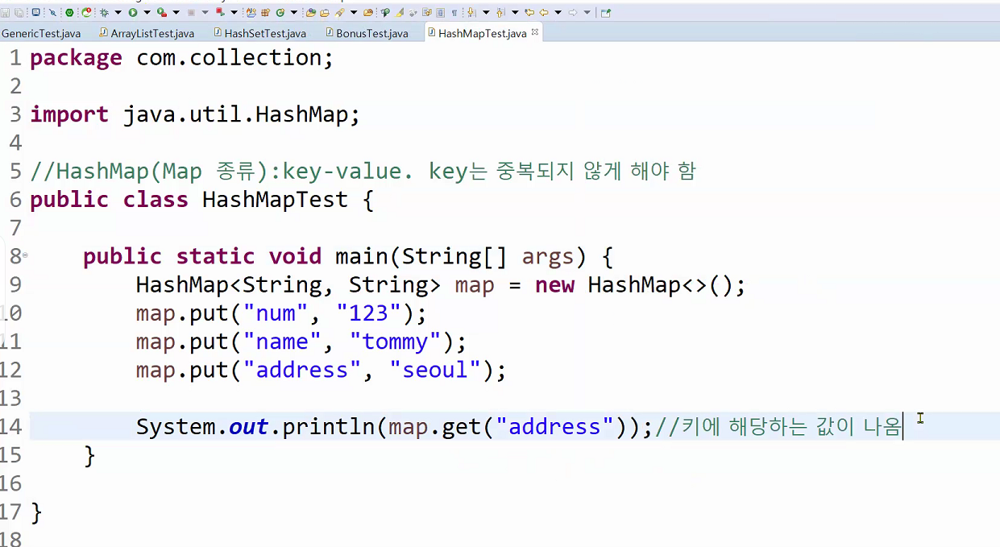 GenericTest.java ArrayListTest.java HashSetTest.java BonusTest.java HashMapTest.java
1 package com.collection;
2
3 import java.util.HashMap;
4
5 //HashMap(Map 종류):key-value. key는 중복되지 않게 해야 함
6 public class HashMapTest {
7
8 public static void main(String[] args) {
9 HashMap<String, String> map = new HashMap<>();
10 map.put("num", "123");
11 map.put("name", "tommy");
12 map.put("address", "seoul");
13
14 System.out.println(map.get("address"));//키에 해당하는 값이 나옴
15 }
16
17 }
18